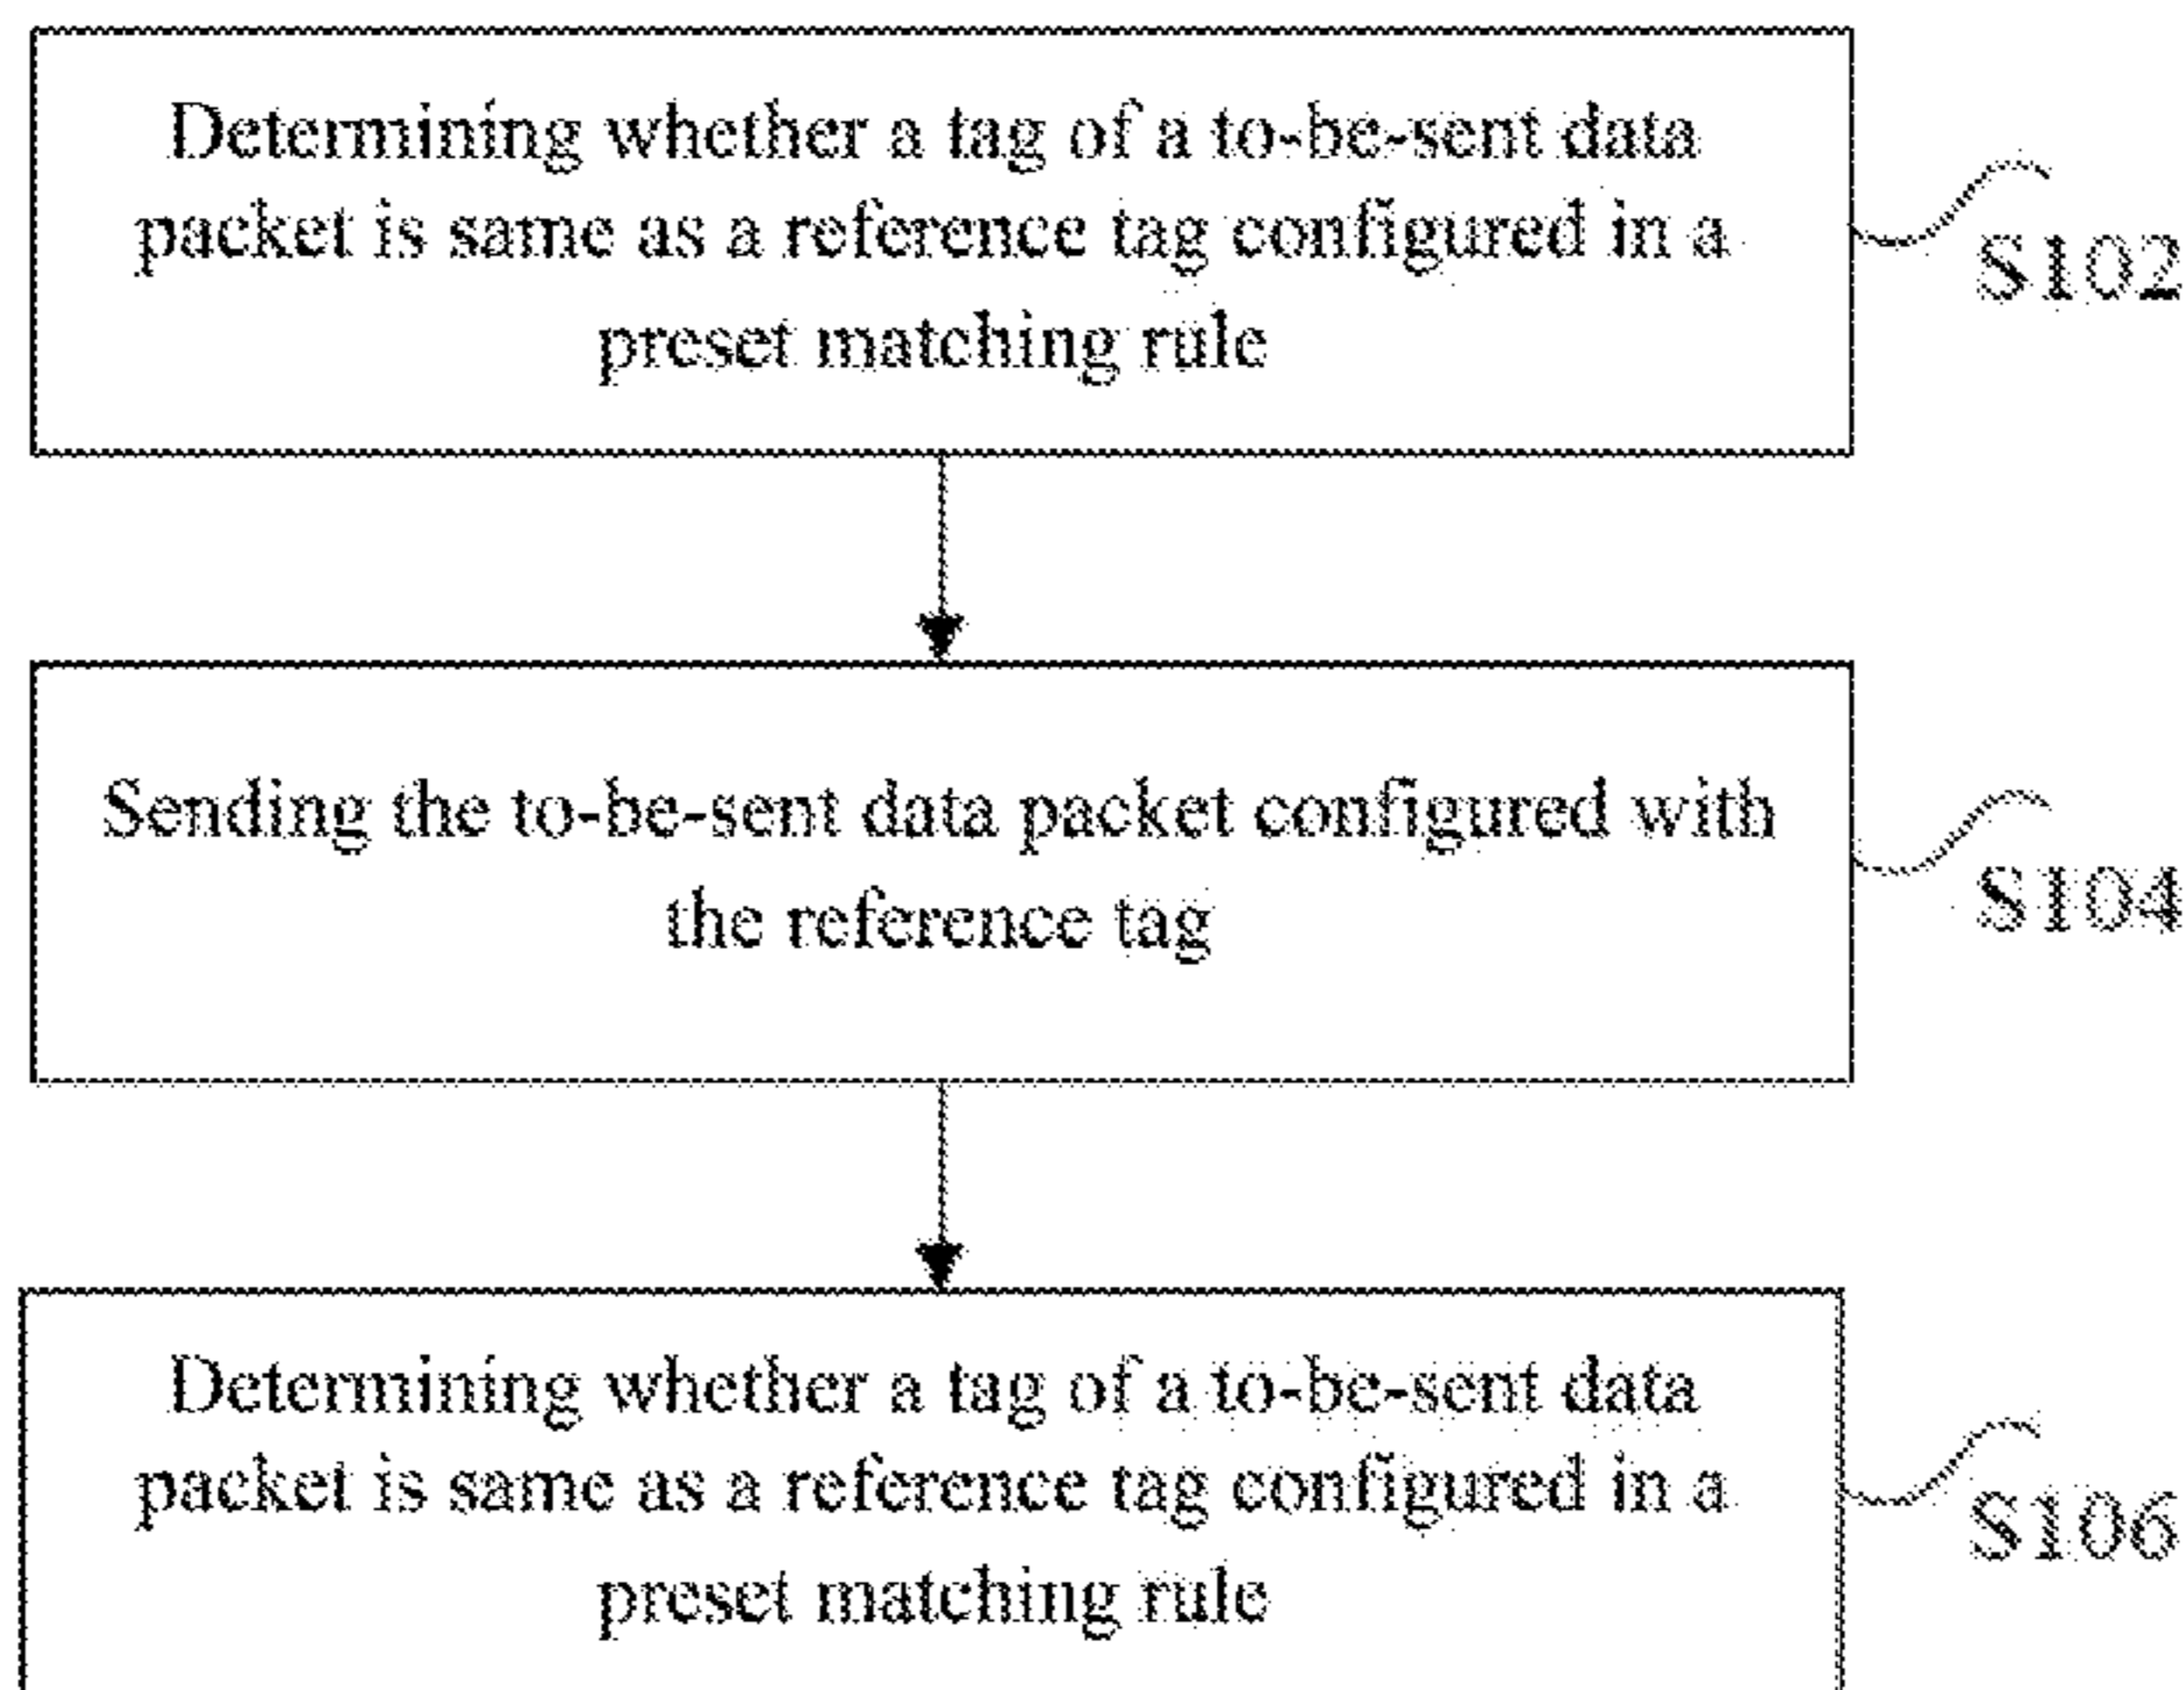 Determining whether a tag of a to-be-sent data
packet is same as a reference tag configured in a
preset matching rule
S102
Sending the to-be-sent data packet configured with
the reference tag
S104
Determining whether a tag of a to-be-sent data
packet is same as a reference tag configured in a
preset matching rule
S106